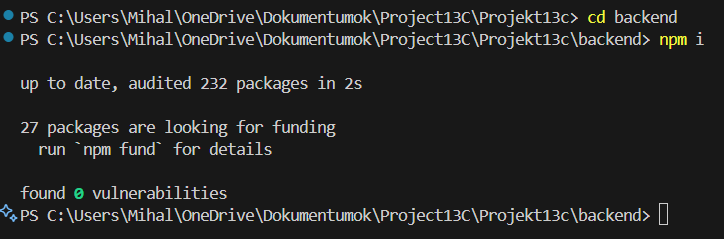 PS C:\Users\Mihal\OneDrive\Dokumentumok\Project13C\Projekt13c> cd backend
PS C:\Users\Mihal\OneDrive\Dokumentumok\Project13C\Projekt13c\backend> npm i
up to date, audited 232 packages in 2s
27 packages are looking for funding
run `npm fund` for details
found 0 vulnerabilities
PS C:\Users\Mihal\OneDrive\Dokumentumok\Project13C\Projekt13c\backend>